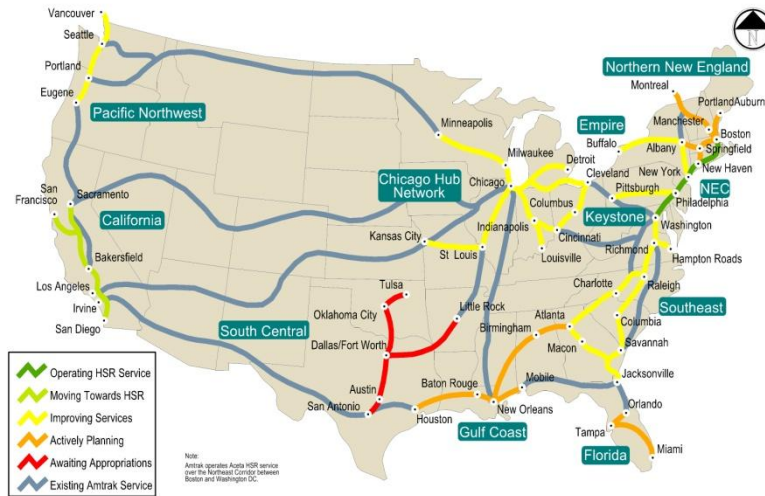 Vancouver
Seattle
Portland
Eugene
Pacific Northwest
Minneapolis
Milwaukee
Chicago
Chicago Hub
Network
Detroit
Cleveland
Columbus
Indianapolis
Cincinnati
Louisville
Kansas City
St Louis
Northern New England
Montreal
PortlandAuburn
Manchester
Boston
Springfield
New Haven
Empire
Buffalo
Albany
New York
NEC
Pittsburgh
Philadelphia
Keystone
Washington
Richmond
Hampton Roads
Raleigh
Charlotte
Southeast
Columbia
Atlanta
Macon
Savannah
Jacksonville
Birmingham
San
Francisco
Sacramento
California
Bakersfield
Los Angeles
Irvine
San Diego
South Central
Tulsa
Oklahoma City
Little Rock
Dallas/Fort Worth
Austin
San Antonio
Houston
Baton Rouge
New Orleans
Mobile
Gulf Coast
Orlando
Tampa
Miami
Florida
N
Operating HSR Service
Moving Towards HSR
Improving Services
Actively Planning
Awaiting Appropriations
Existing Amtrak Service
Note:
Amtrak operates Aceta HSR service
over the Northeast Corridor between
Boston and Washington DC.